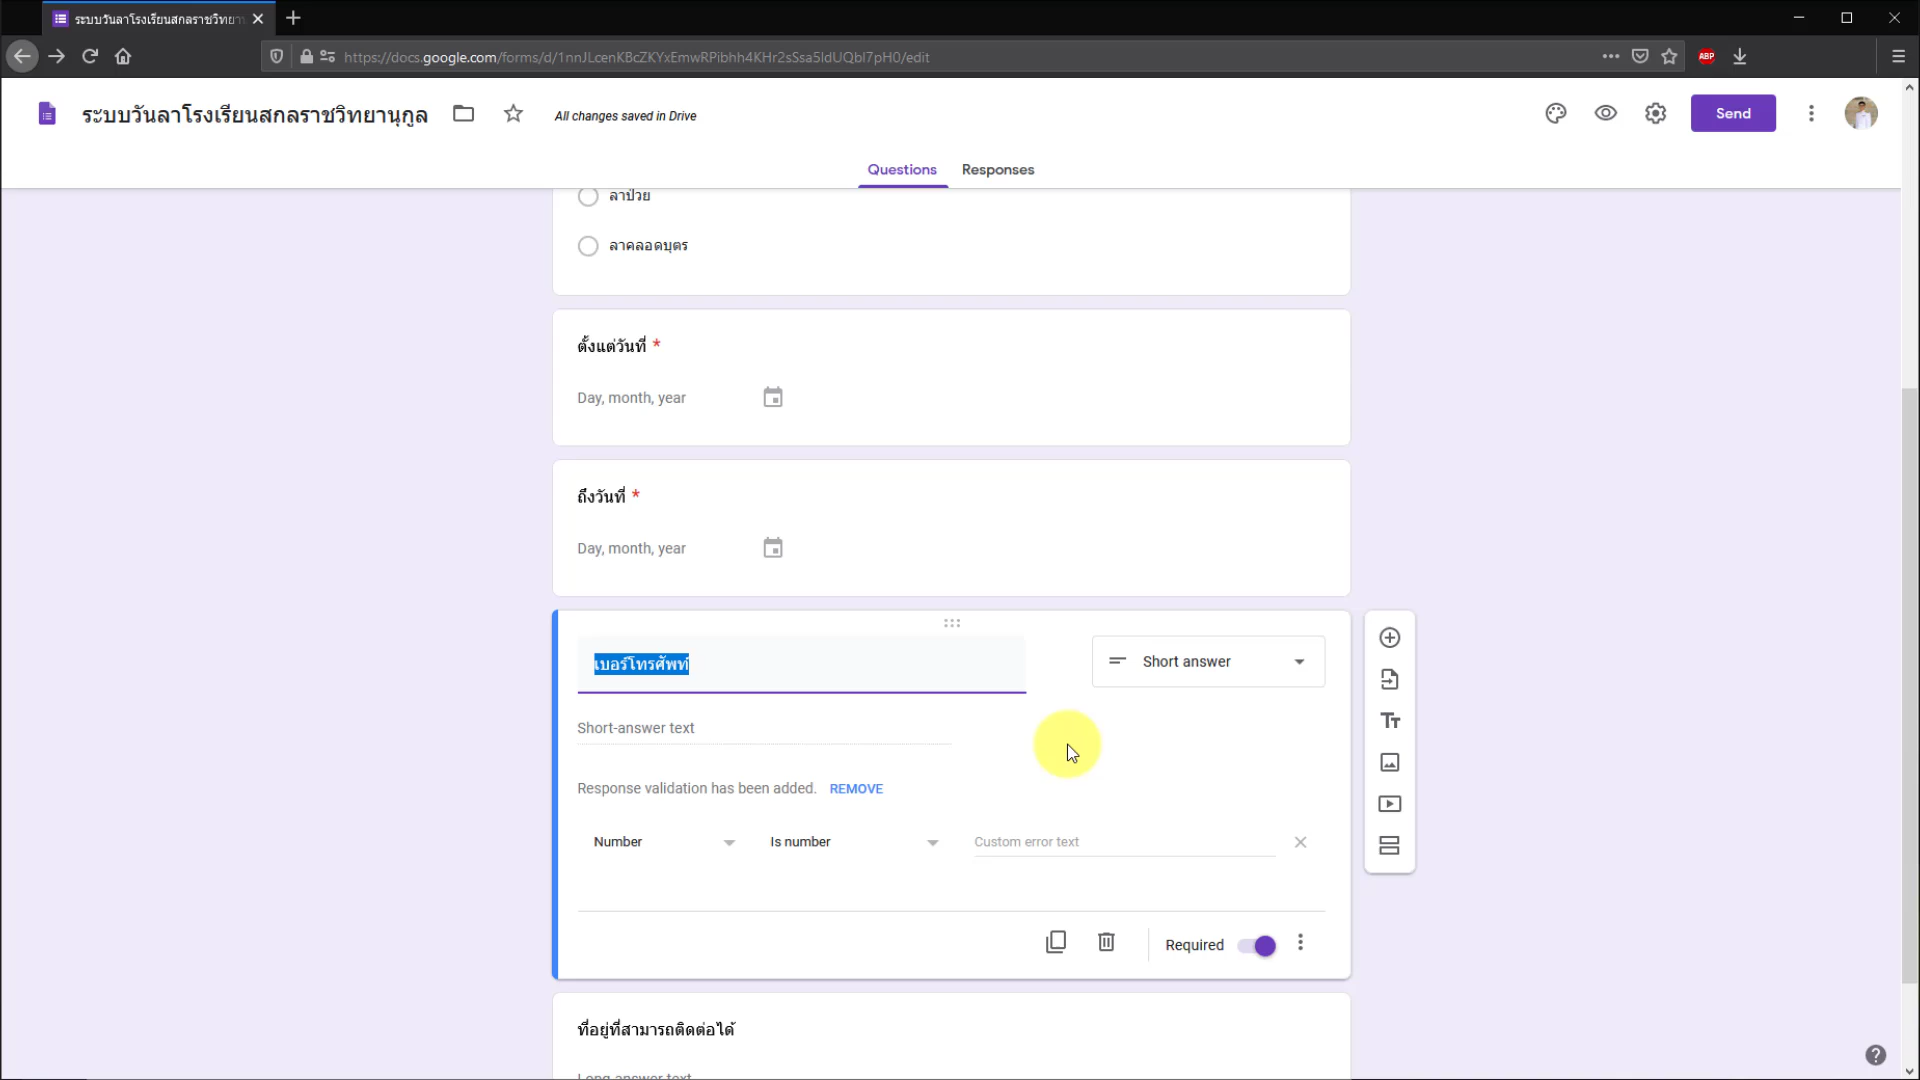 ระบบวันลาโรงเรียนสกลราชวิทยานุ
https://docs.google.com/forms/d/1nnJLcenKBcZKYxEmwRPibhh4KHr2sSsa5ldUQbl7pH0/edit
ABP
ระบบวันลาโรงเรียนสกลราชวิทยานุกูล
All changes saved in Drive
Send
Questions
Responses
ลาป่วย
ลาคลอดบุตร
ตั้งแต่วันที่ *
Day, month, year
ถึงวันที่ *
Day, month, year
เบอร์โทรศัพท์
Short answer
Short-answer text
Response validation has been added. REMOVE
Number
Is number
Custom error text
Required
ที่อยู่ที่สามารถติดต่อได้
Long answer text